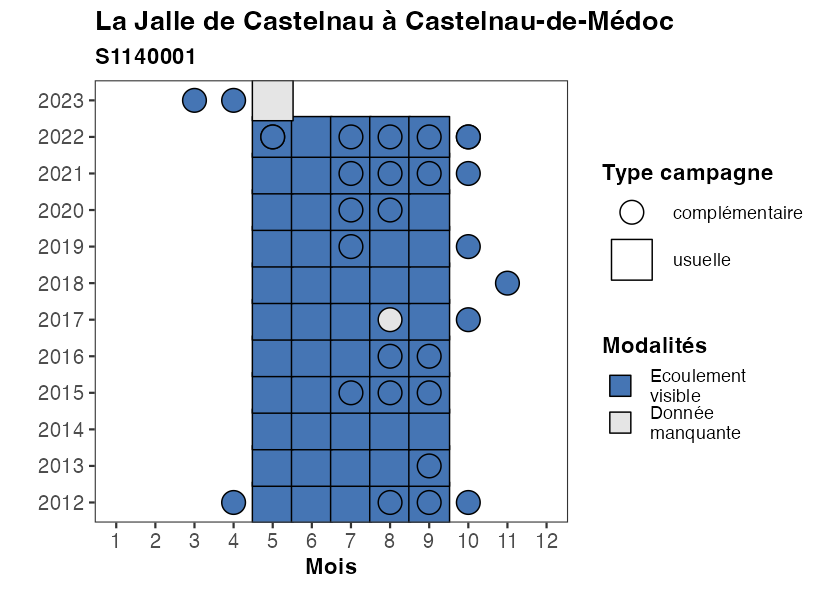 La Jalle de Castelnau à Castelnau-de-Médoc
S1140001
2023
2022
2021
2020
2019
2018
2017
2016
2015
2014
2013
2012
1 2 3 4 5 6 7 8 9 10 11 12
Mois
Type campagne
complémentaire
usuelle
Modalités
Ecoulement
visible
Donnée
manquante